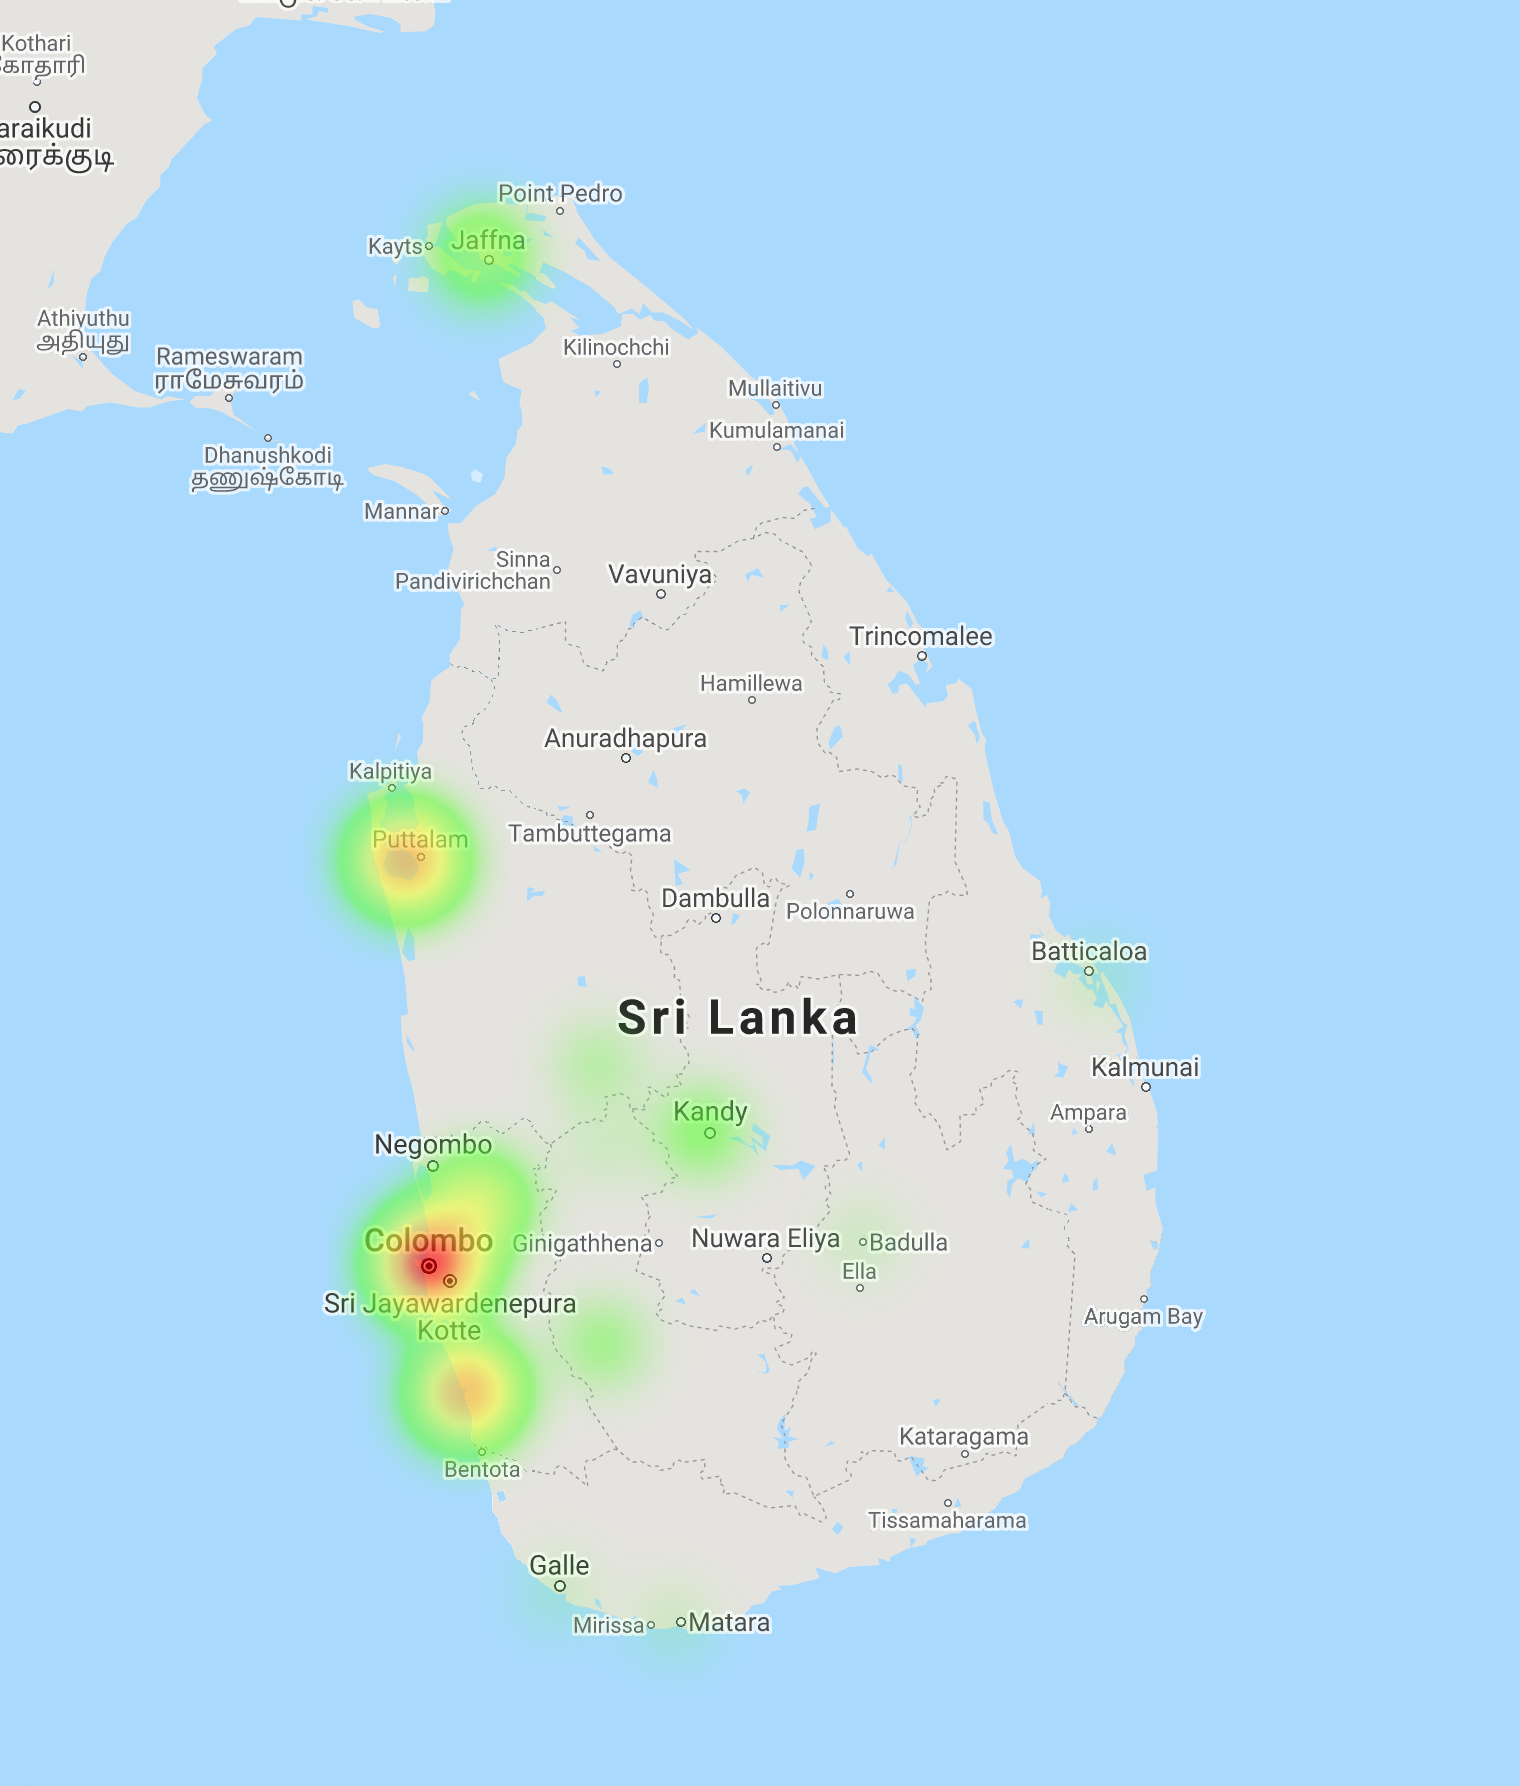 Kothari
கோதாரி
araikudi
ரைக்குடி
Point Pedro
Kayts
Jaffna
Athiyuthu
அதியுது
Rameswaram
ராமேசுவரம்
Kilinochchi
Mullaitivu
Kumulamanai
Dhanushkodi
தனுஷ்கோடி
Mannar
Sinna
Pandivirichchan
Vavuniya
Trincomalee
Hamillewa
Anuradhapura
Kalpitiya
Puttalam
Tambuttegama
Dambulla
Polonnaruwa
Batticaloa
Sri Lanka
Kalmunai
Kandy
Ampara
Negombo
Colombo
Ginigathhena
Nuwara Eliya
Badulla
Ella
Sri Jayawardenepura
Kotte
Arugam Bay
Kataragama
Bentota
Tissamaharama
Galle
Mirissa
Matara